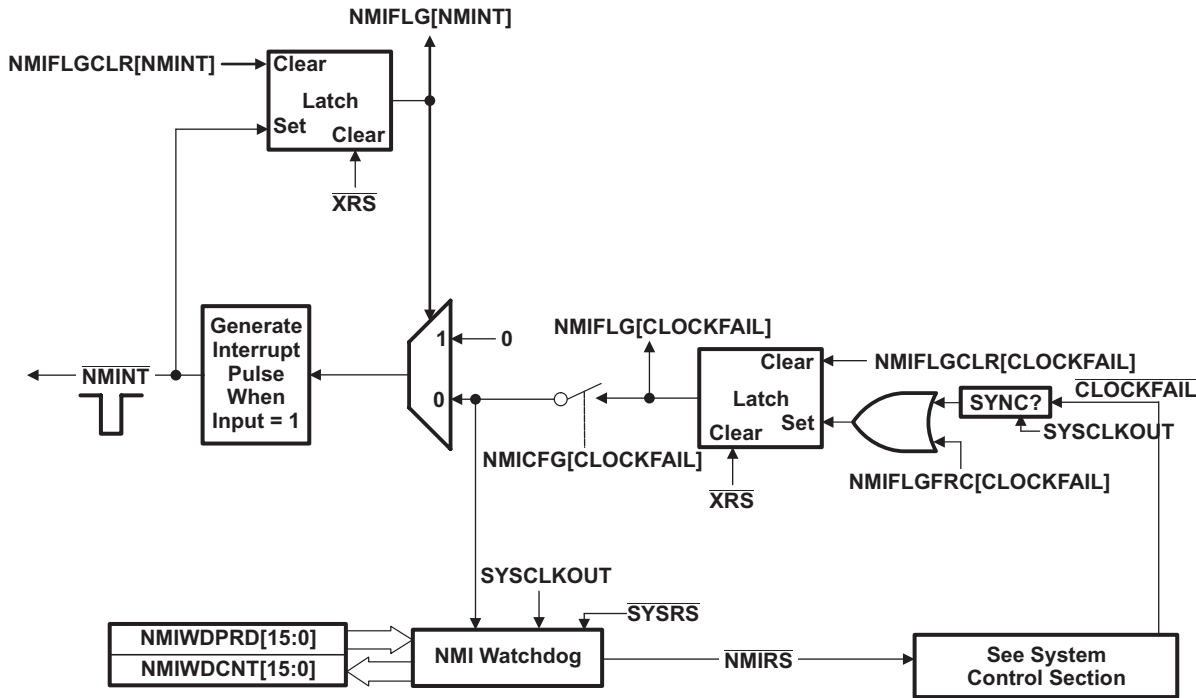 NMIFLG[NMINT]
NMIFLGCLR[NMINT]
Clear
Latch
Set
Clear
XRS
Generate
Interrupt
Pulse
When
Input = 1
NMINT
1
0
0
NMIFLG[CLOCKFAIL]
NMICFG[CLOCKFAIL]
Clear
Latch
Set
Clear
XRS
NMIFLGCLR[CLOCKFAIL]
CLOCKFAIL
SYNC?
SYSCLKOUT
NMIFLGFRC[CLOCKFAIL]
SYSCLKOUT
SYSRS
NMIWDPRD[15:0]
NMIWDCNT[15:0]
NMI Watchdog
NMIRS
See System
Control Section